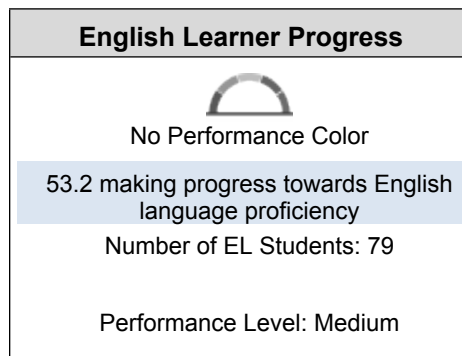 English Learner Progress
No Performance Color
53.2 making progress towards English
language proficiency
Number of EL Students: 79
Performance Level: Medium